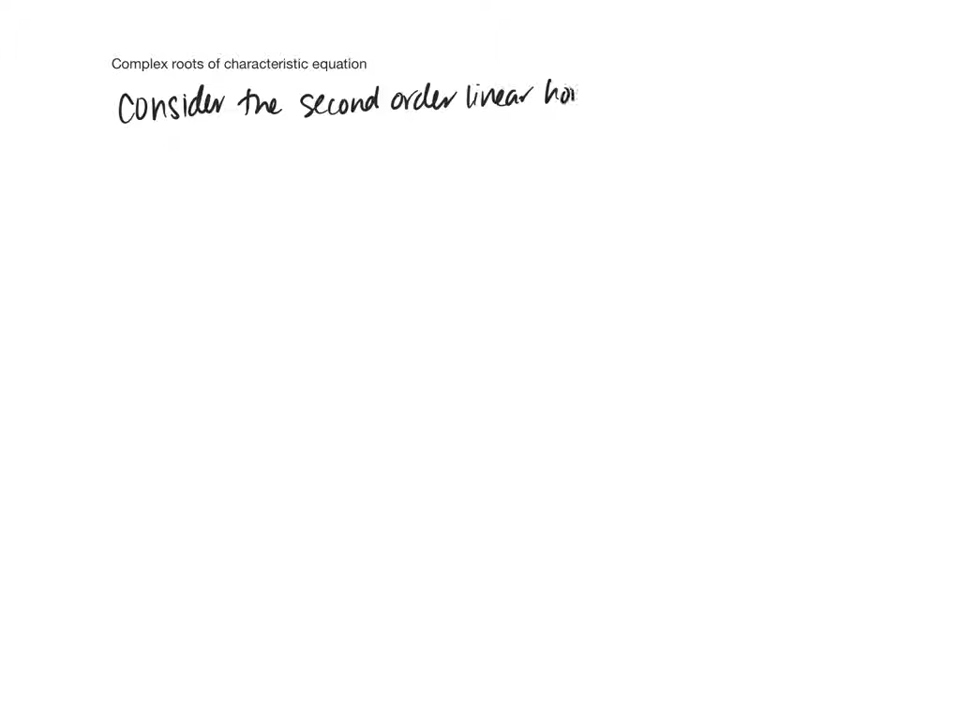 Complex roots of characteristic equation
Consider the second order linear